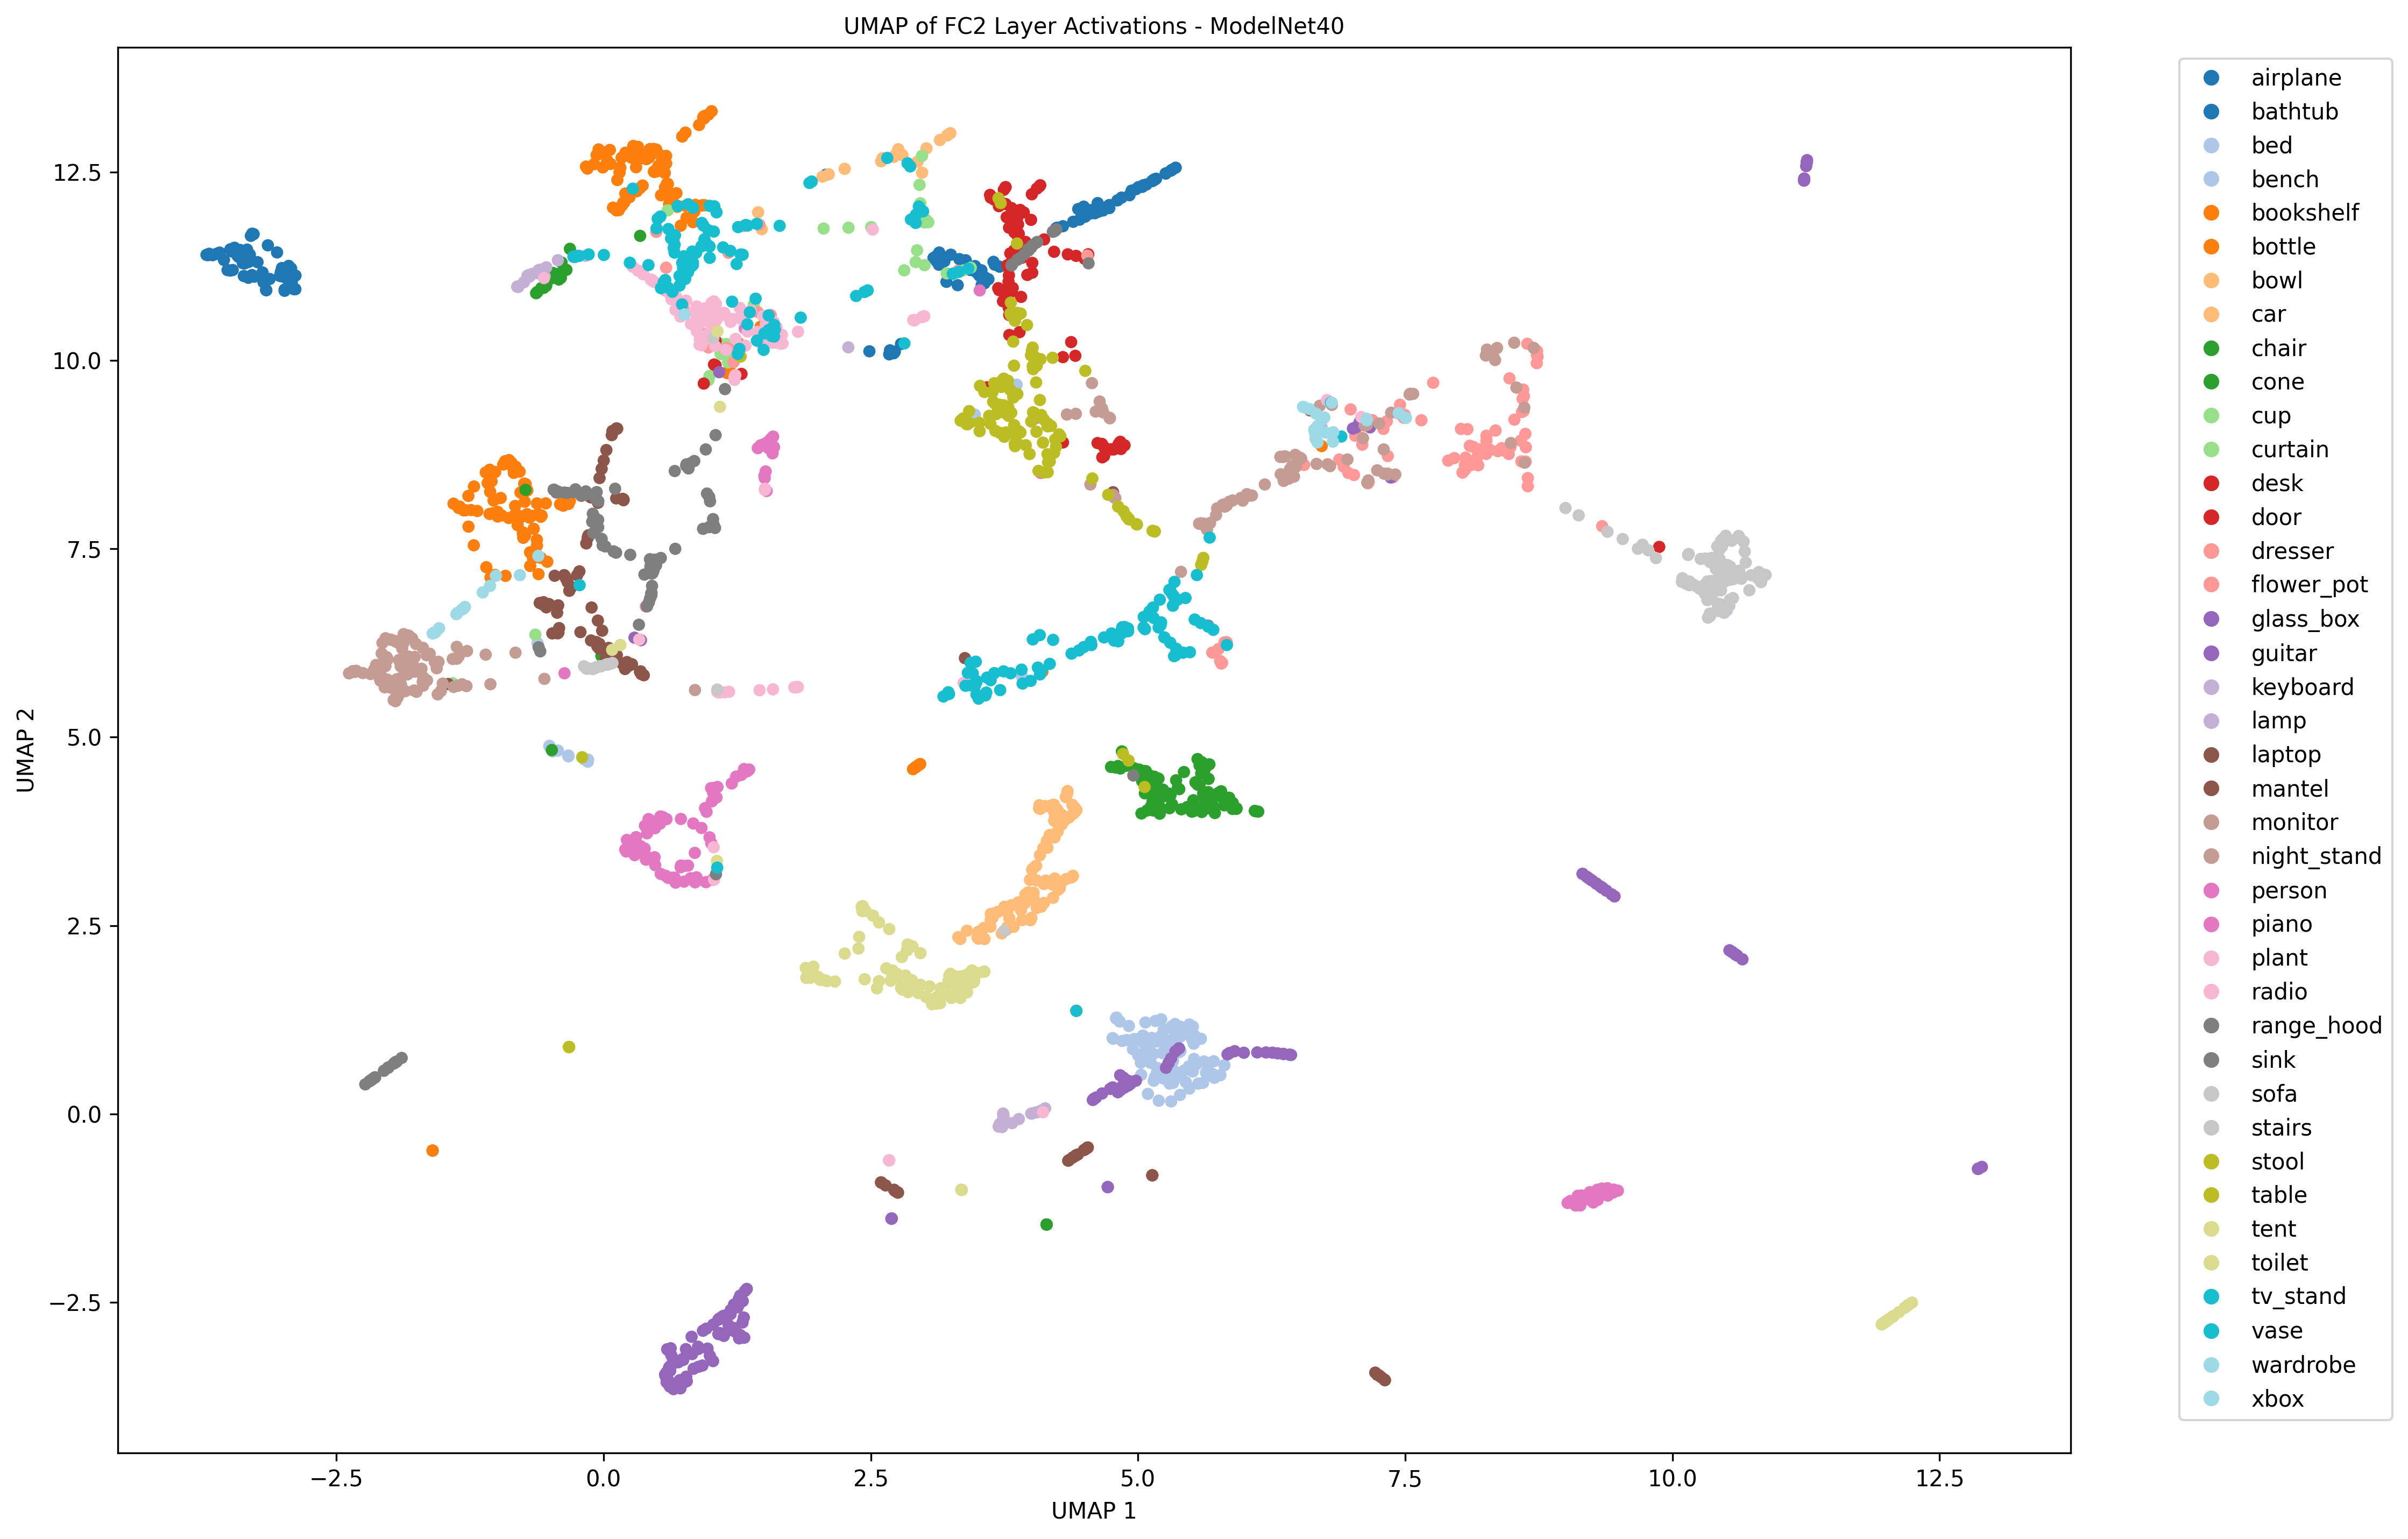 UMAP of FC2 Layer Activations - ModelNet40
12.5
10.0
7.5
5.0
2.5
0.0
−2.5
UMAP 2
−2.5
0.0
2.5
5.0
7.5
10.0
12.5
UMAP 1
airplane
bathtub
bed
bench
bookshelf
bottle
bowl
car
chair
cone
cup
curtain
desk
door
dresser
flower_pot
glass_box
guitar
keyboard
lamp
laptop
mantel
monitor
night_stand
person
piano
plant
radio
range_hood
sink
sofa
stairs
stool
table
tent
toilet
tv_stand
vase
wardrobe
xbox